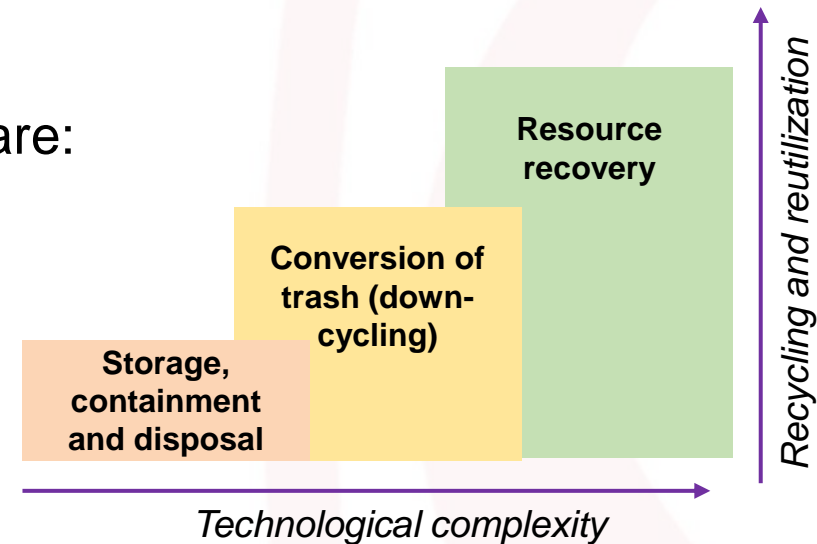 are:
Resource
recovery
Conversion of
trash (down-
cycling)
Storage,
containment
and disposal
Technological complexity
Recycling and reutilization